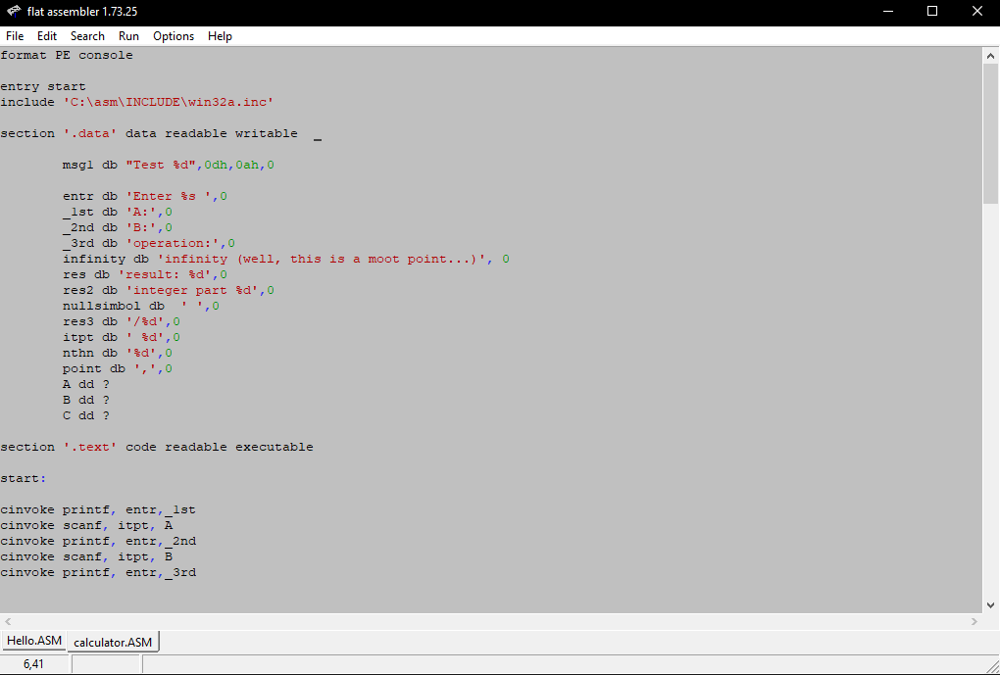 flat assembler 1.73.25
File Edit Search Run Options Help
format PE console
entry start
include 'C:\asm\INCLUDE\win32a.inc'
section '.data' data readable writable
msg1 db "Test %d",0dh,0ah,0
entr db 'Enter %s ',0
_1st db 'A:',0
_2nd db 'B:',0
_3rd db 'operation:',0
infinity db 'infinity (well, this is a moot point...)', 0
res db 'result: %d',0
res2 db 'integer part %d',0
nullsimbol db  ' ',0
res3 db '/%d',0
itpt db ' %d',0
nthn db '%d',0
point db ',',0
A dd ?
B dd ?
C dd ?
section '.text' code readable executable
start:
cinvoke printf, entr,_1st
cinvoke scanf, itpt, A
cinvoke printf, entr,_2nd
cinvoke scanf, itpt, B
cinvoke printf, entr,_3rd
Hello.ASM calculator.ASM
6,41